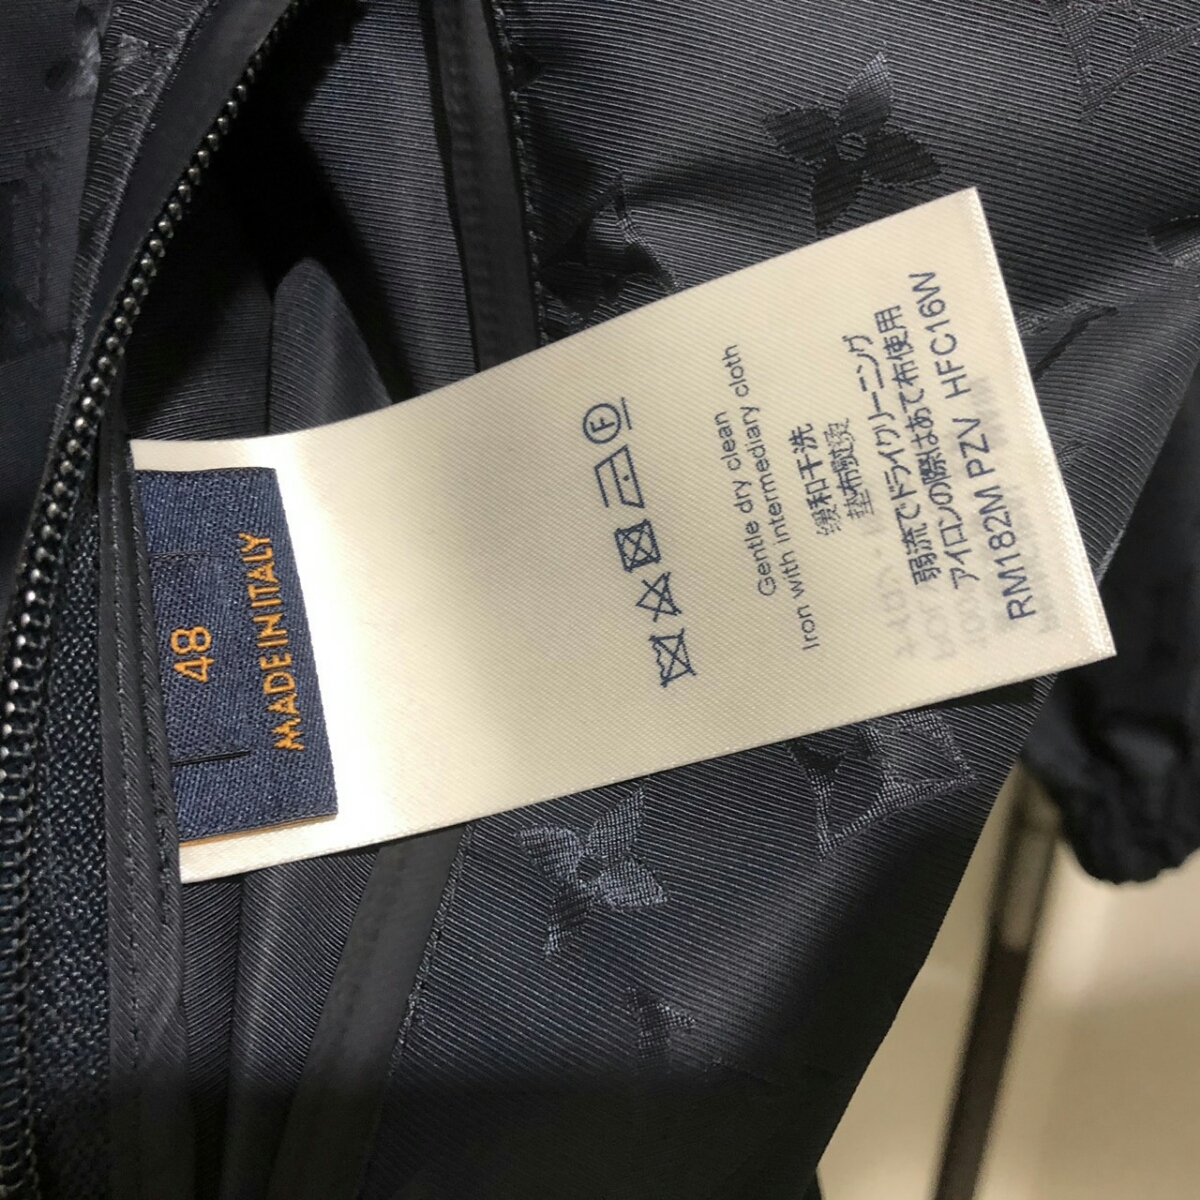 48
MADE IN ITALY
F
Gentle dry clean
Iron with intermediary cloth
缓和干洗
垫布熨烫
弱流でドライクリーニング
アイロンの際はあて布使用
RM182M PZV HFC16W